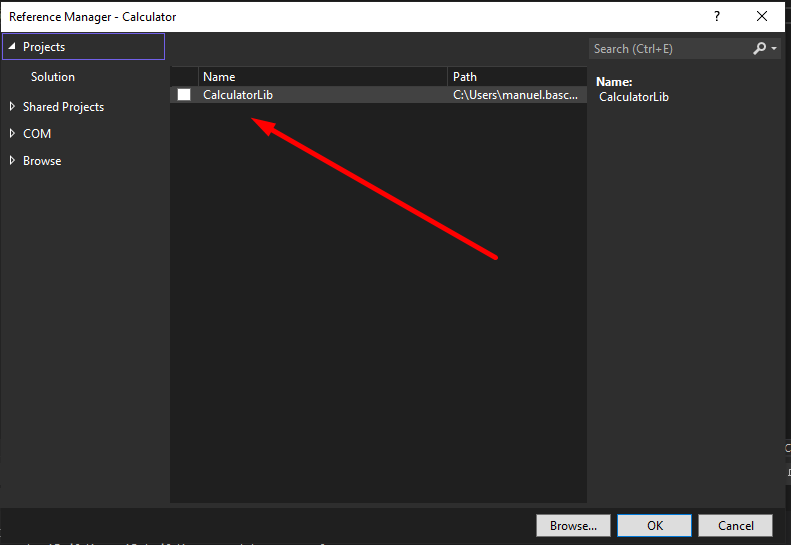 Reference Manager - Calculator
?
Projects
Solution
Shared Projects
COM
Browse
Search (Ctrl+E)
Name Path
CalculatorLib C:\Users\manuel.basc...
Name:
CalculatorLib
Browse... OK Cancel